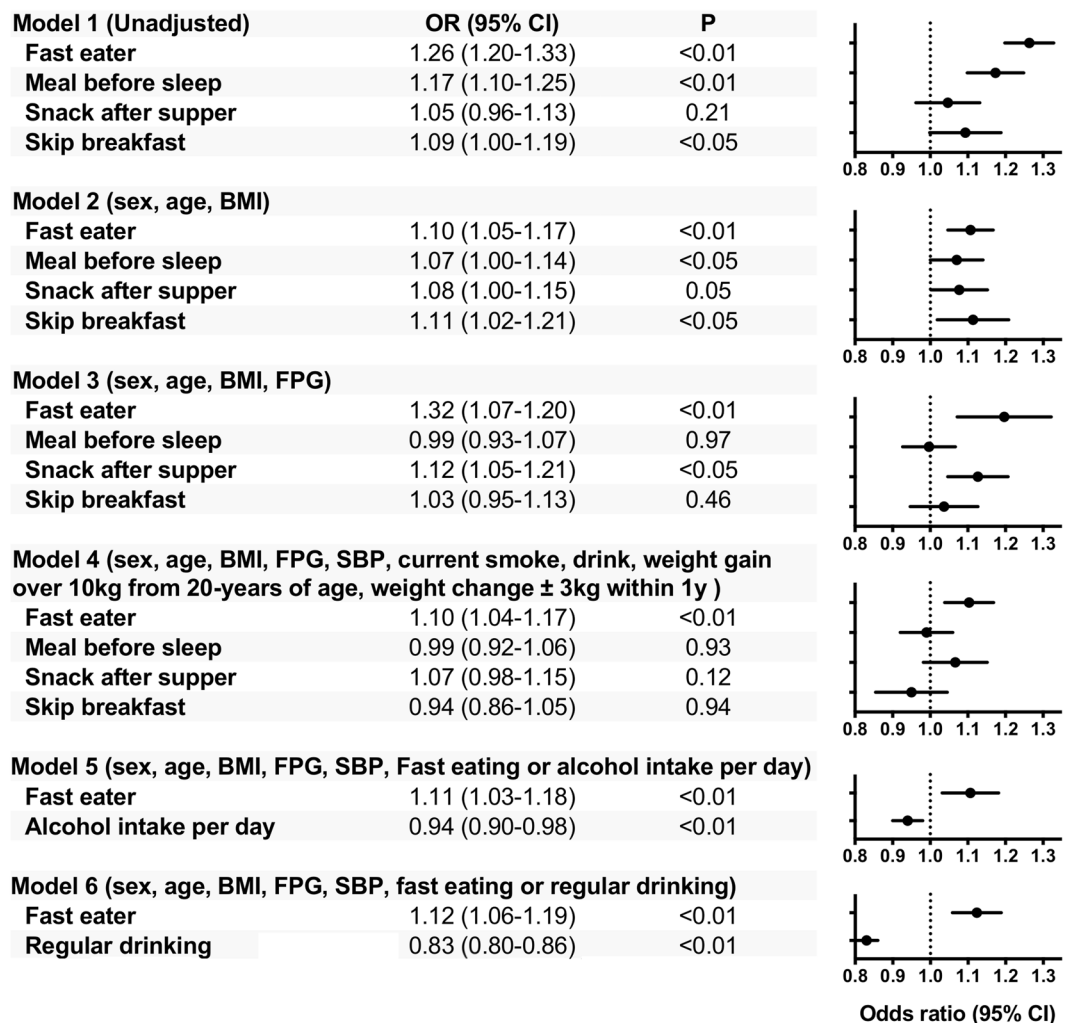 Model 1 (Unadjusted) OR (95% CI) P
Fast eater 1.26 (1.20-1.33) <0.01
Meal before sleep 1.17 (1.10-1.25) <0.01
Snack after supper 1.05 (0.96-1.13) 0.21
Skip breakfast 1.09 (1.00-1.19) <0.05
0.8 0.9 1.0 1.1 1.2 1.3
Model 2 (sex, age, BMI)
Fast eater 1.10 (1.05-1.17) <0.01
Meal before sleep 1.07 (1.00-1.14) <0.05
Snack after supper 1.08 (1.00-1.15) 0.05
Skip breakfast 1.11 (1.02-1.21) <0.05
0.8 0.9 1.0 1.1 1.2 1.3
Model 3 (sex, age, BMI, FPG)
Fast eater 1.32 (1.07-1.20) <0.01
Meal before sleep 0.99 (0.93-1.07) 0.97
Snack after supper 1.12 (1.05-1.21) <0.05
Skip breakfast 1.03 (0.95-1.13) 0.46
0.8 0.9 1.0 1.1 1.2 1.3
Model 4 (sex, age, BMI, FPG, SBP, current smoke, drink, weight gain
over 10kg from 20-years of age, weight change ± 3kg within 1y )
Fast eater 1.10 (1.04-1.17) <0.01
Meal before sleep 0.99 (0.92-1.06) 0.93
Snack after supper 1.07 (0.98-1.15) 0.12
Skip breakfast 0.94 (0.86-1.05) 0.94
0.8 0.9 1.0 1.1 1.2 1.3
Model 5 (sex, age, BMI, FPG, SBP, Fast eating or alcohol intake per day)
Fast eater 1.11 (1.03-1.18) <0.01
Alcohol intake per day 0.94 (0.90-0.98) <0.01
0.8 0.9 1.0 1.1 1.2 1.3
Model 6 (sex, age, BMI, FPG, SBP, fast eating or regular drinking)
Fast eater 1.12 (1.06-1.19) <0.01
Regular drinking 0.83 (0.80-0.86) <0.01
0.8 0.9 1.0 1.1 1.2 1.3
Odds ratio (95% CI)